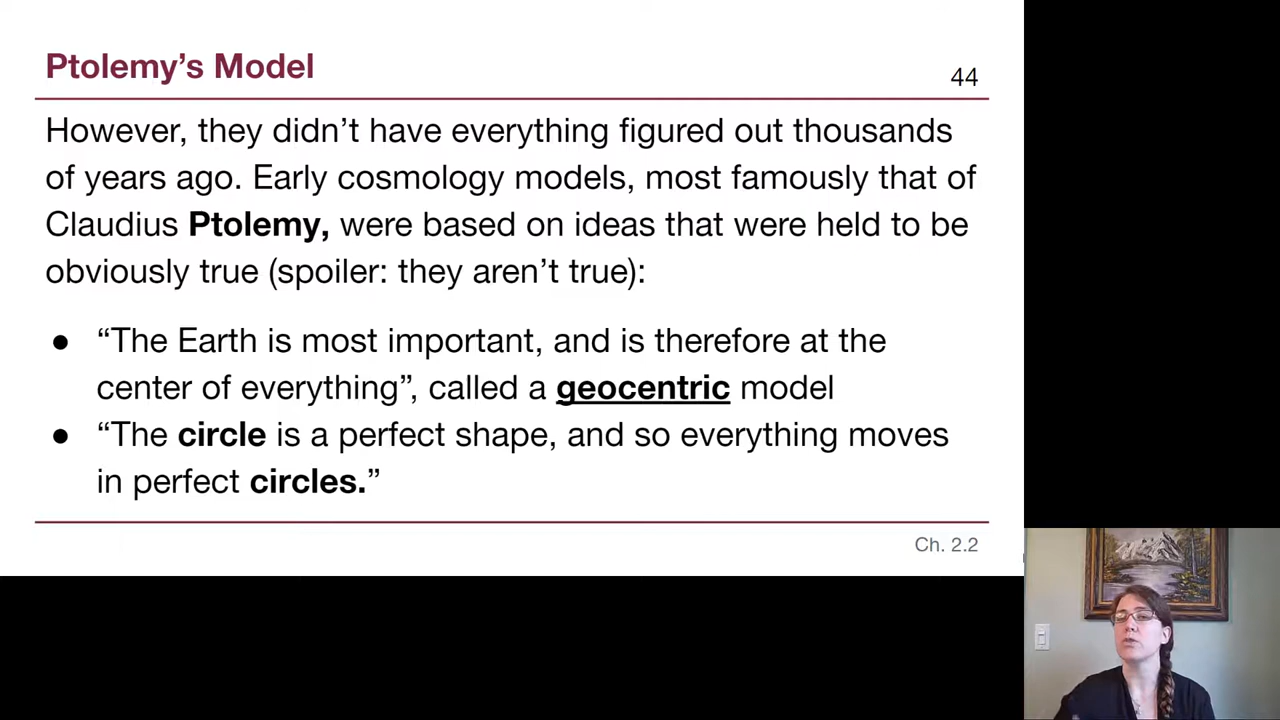 Ptolemy’s Model
44
However, they didn’t have everything figured out thousands
of years ago. Early cosmology models, most famously that of
Claudius Ptolemy, were based on ideas that were held to be
obviously true (spoiler: they aren’t true):
● “The Earth is most important, and is therefore at the
center of everything”, called a geocentric model
● “The circle is a perfect shape, and so everything moves
in perfect circles.”
Ch. 2.2